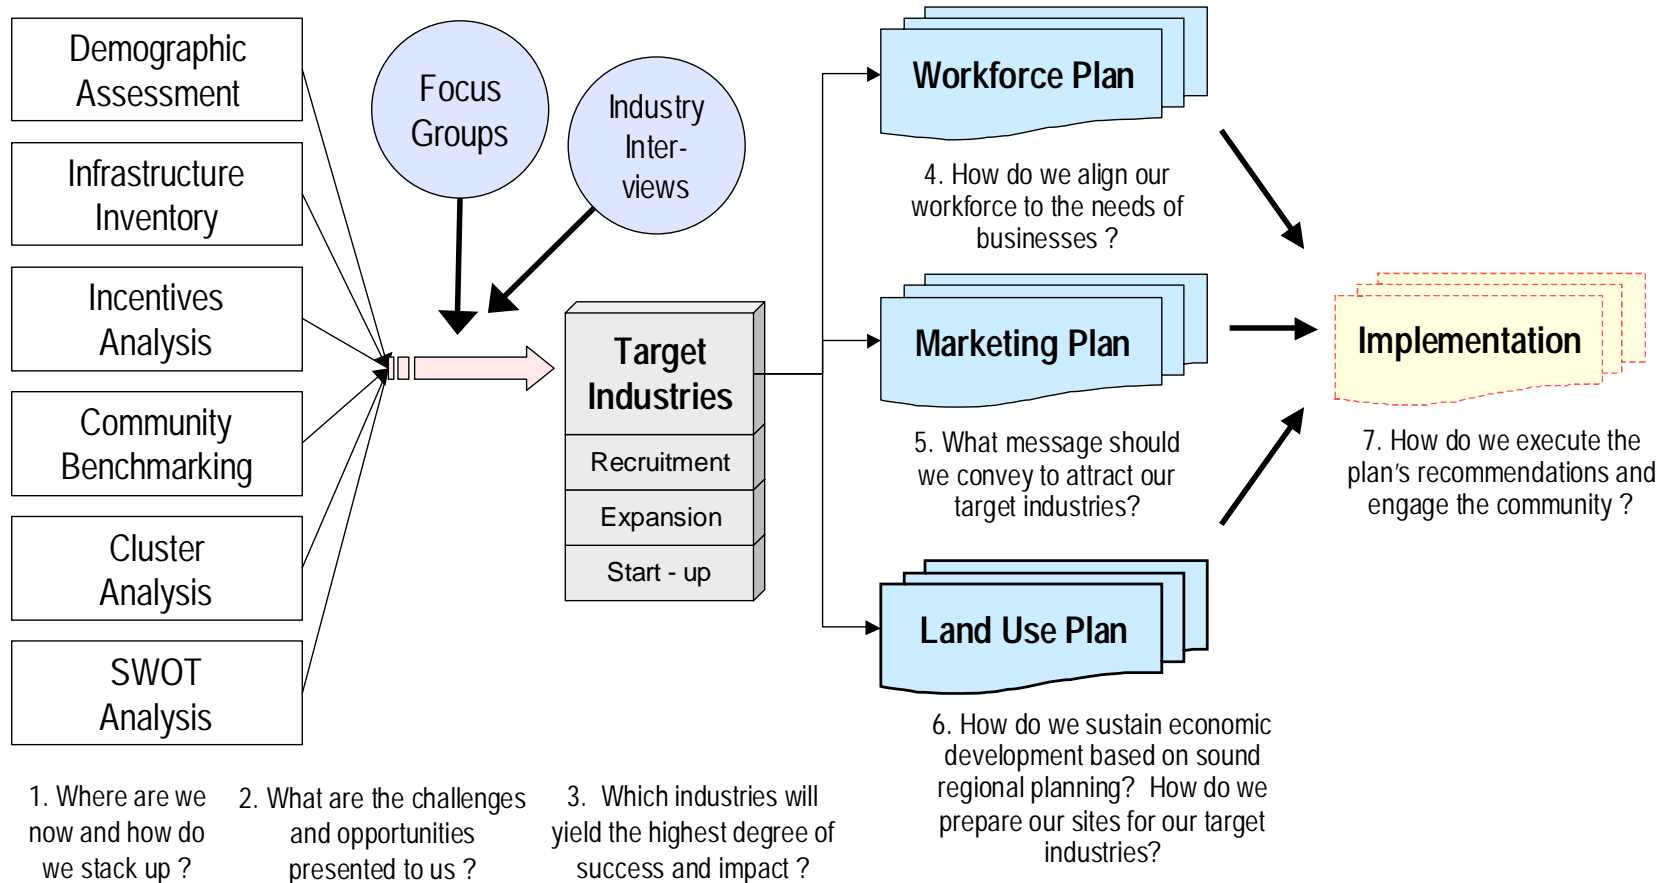 Demographic
Assessment
Infrastructure
Inventory
Incentives
Analysis
Community
Benchmarking
Cluster
Analysis
SWOT
Analysis
1. Where are we
now and how do
we stack up ?
Focus
Groups
Industry
Inter-
views
2. What are the challenges
and opportunities
presented to us ?
Target
Industries
Recruitment
Expansion
Start - up
3. Which industries will
yield the highest degree of
success and impact ?
Workforce Plan
4. How do we align our
workforce to the needs of
businesses ?
Marketing Plan
5. What message should
we convey to attract our
target industries?
Land Use Plan
6. How do we sustain economic
development based on sound
regional planning? How do we
prepare our sites for our target
industries?
Implementation
7. How do we execute the
plan's recommendations and
engage the community ?